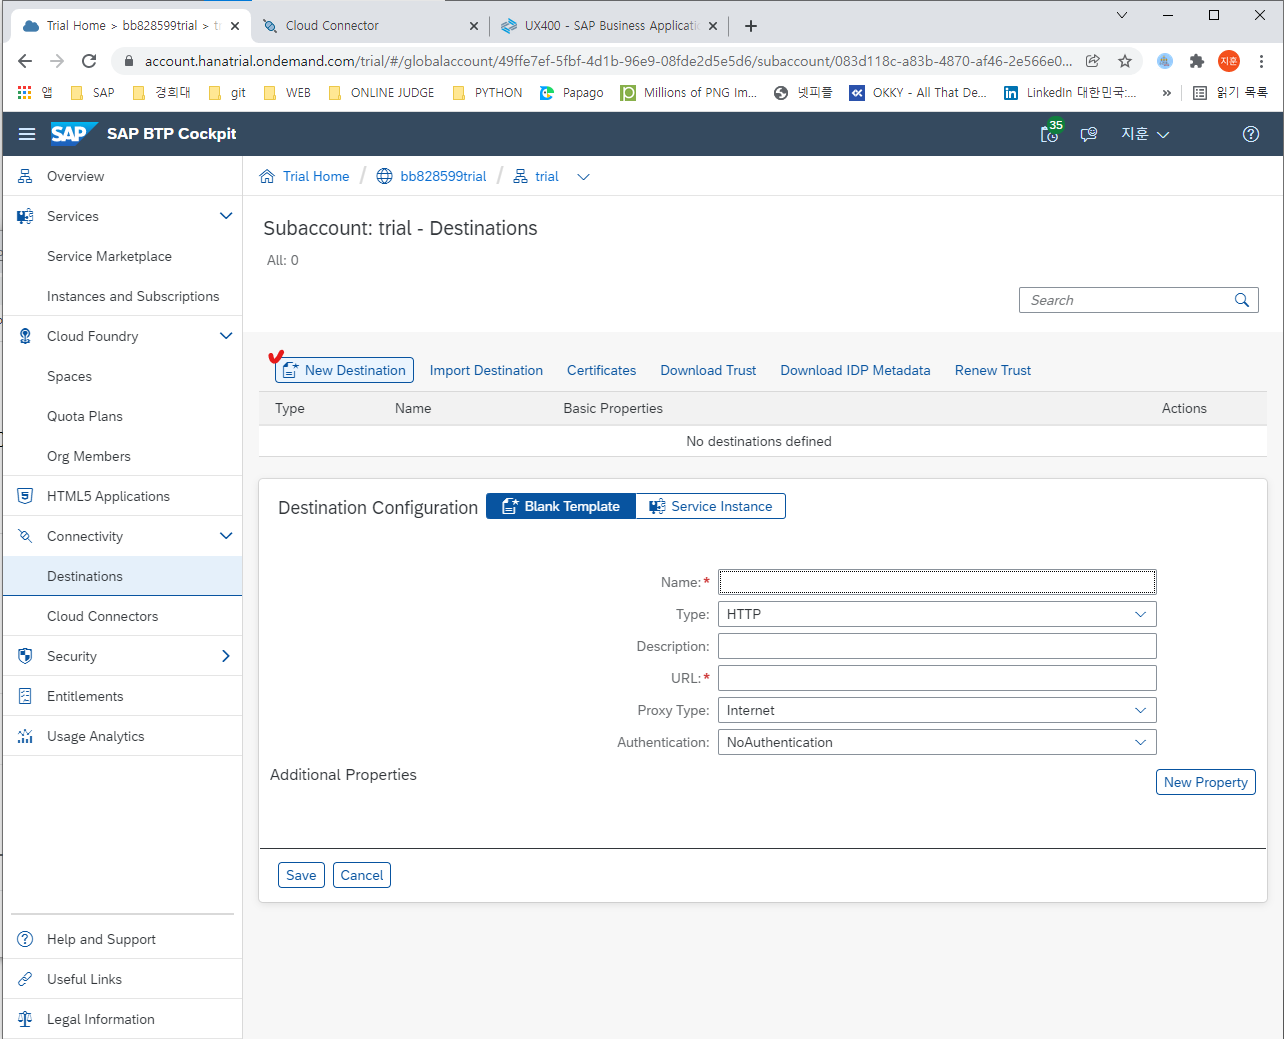 Trial Home > bb828599trial > tr
Cloud Connector
UX400 - SAP Business Applicatio
account.hanatrial.ondemand.com/trial/#/globalaccount/49ffe7ef-5fbf-4d1b-96e9-08fde2d5e5d6/subaccount/083d118c-a83b-4870-af46-2e566e0...
지훈
앱
SAP
경희대
git
WEB
ONLINE JUDGE
PYTHON
Papago
Millions of PNG Im...
넷피플
OKKY - All That De...
LinkedIn 대한민국:...
»
읽기 목록
SAP
SAP BTP Cockpit
35
지훈
Overview
Services
Service Marketplace
Instances and Subscriptions
Cloud Foundry
Spaces
Quota Plans
Org Members
HTML5 Applications
Connectivity
Destinations
Cloud Connectors
Security
Entitlements
Usage Analytics
Help and Support
Useful Links
Legal Information
Trial Home / bb828599trial / trial
Subaccount: trial - Destinations
All: 0
Search
New Destination
Import Destination
Certificates
Download Trust
Download IDP Metadata
Renew Trust
Type
Name
Basic Properties
Actions
No destinations defined
Destination Configuration
Blank Template
Service Instance
Name:*
Type: HTTP
Description:
URL:*
Proxy Type: Internet
Authentication: NoAuthentication
Additional Properties
New Property
Save
Cancel